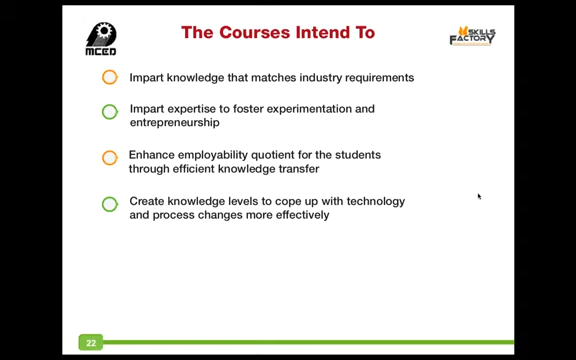 The Courses Intend To
MCED
SKILLS
FACTORY
Impart knowledge that matches industry requirements
Impart expertise to foster experimentation and
entrepreneurship
Enhance employability quotient for the students
through efficient knowledge transfer
Create knowledge levels to cope up with technology
and process changes more effectively
22